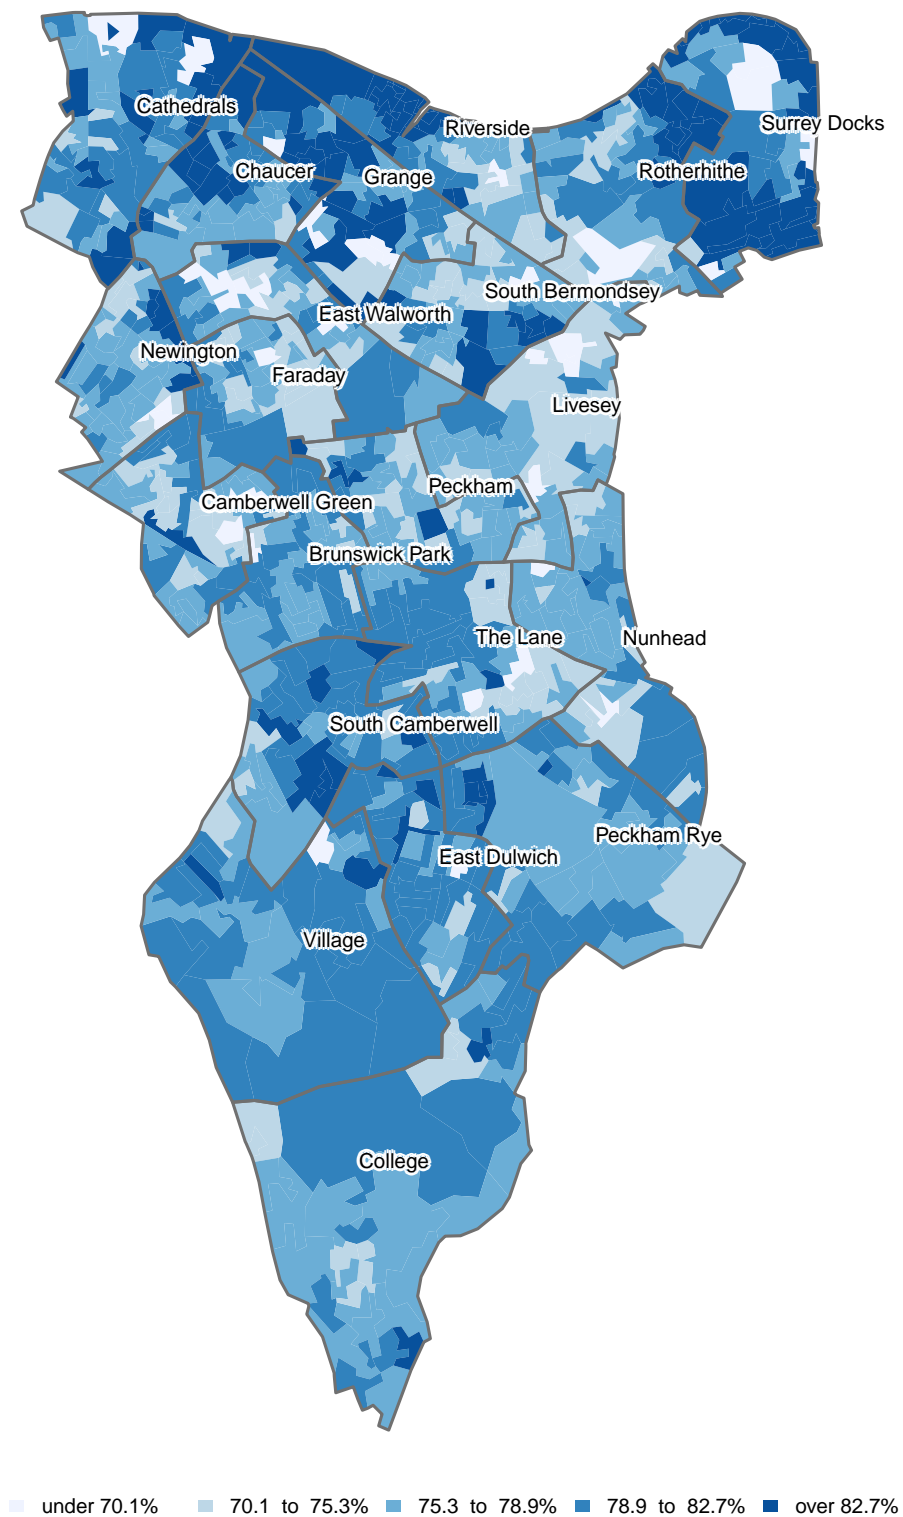 Cathedrals
Riverside
Surrey Docks
Chaucer
Grange
Rotherhithe
South Bermondsey
East Walworth
Newington
Faraday
Livesey
Peckham
Camberwell Green
Brunswick Park
The Lane
Nunhead
South Camberwell
Peckham Rye
East Dulwich
Village
College
under 70.1% 70.1 to 75.3% 75.3 to 78.9% 78.9 to 82.7% over 82.7%